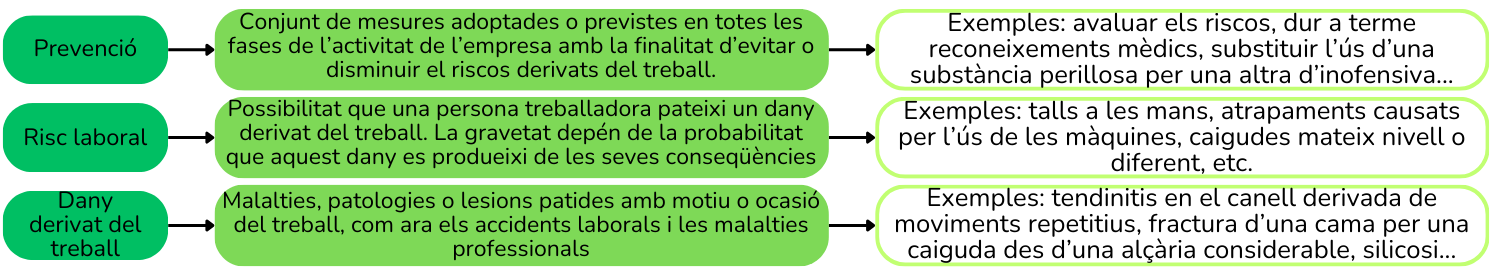 Prevenció
Conjunt de mesures adoptades o previstes en totes les
fases de l’activitat de l’empresa amb la finalitat d’evitar o
disminuir el riscos derivats del treball.
Exemples: avaluar els riscos, dur a terme
reconeixements mèdics, substituir l’ús d’una
substància perillosa per una altra d’inofensiva...
Risc laboral
Possibilitat que una persona treballadora pateixi un dany
derivat del treball. La gravetat depén de la probabilitat
que aquest dany es produeixi de les seves conseqüències
Exemples: talls a les mans, atrapaments causats
per l’ús de les màquines, caigudes mateix nivell o
diferent, etc.
Dany
derivat del
treball
Malalties, patologies o lesions patides amb motiu o ocasió
del treball, com ara els accidents laborals i les malalties
professionals
Exemples: tendinitis en el canell derivada de
moviments repetitius, fractura d’una cama per una
caiguda des d’una alçària considerable, silicosi...